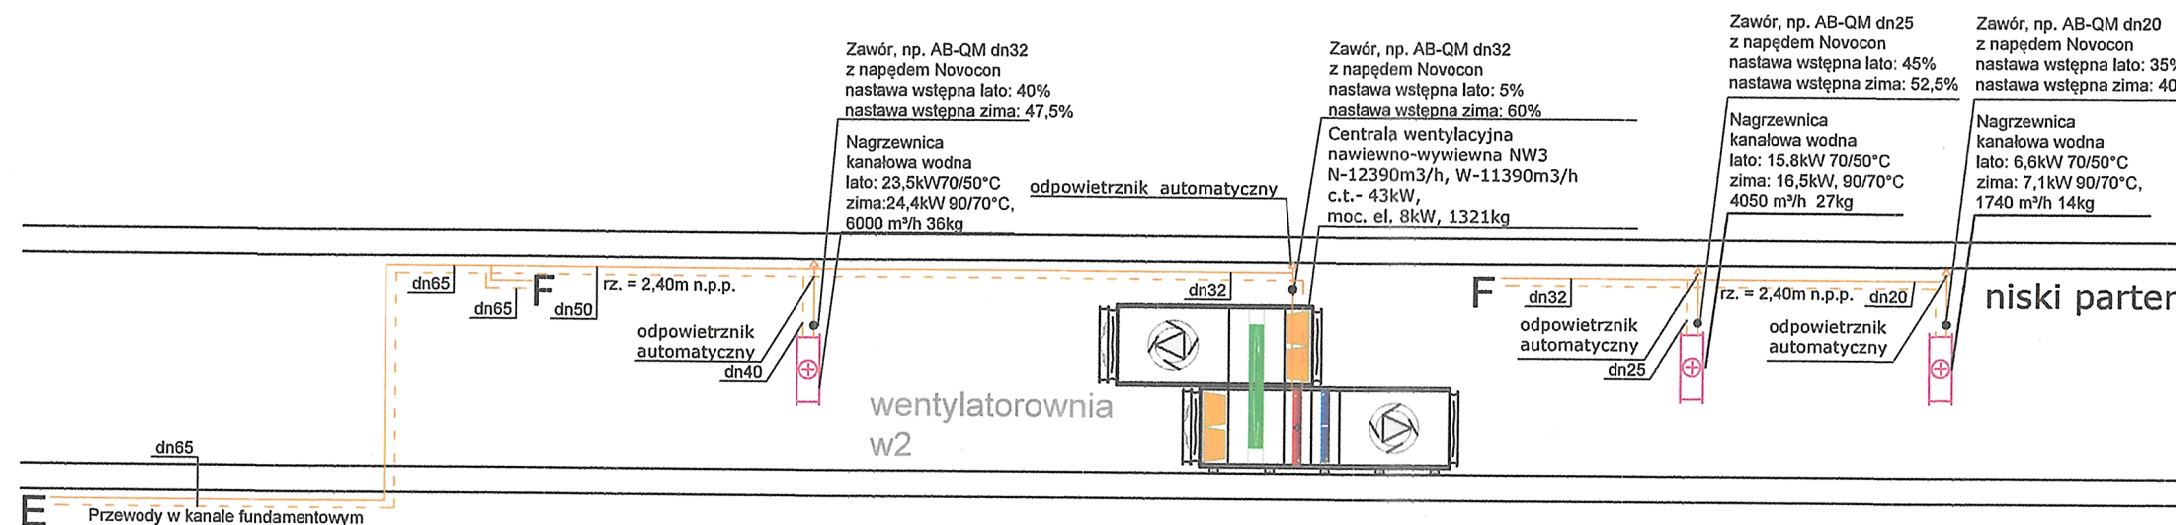 Zawór, np. AB-QM dn32
z napędem Novocon
nastawa wstępna lato: 40%
nastawa wstępna zima: 47,5%
Nagrzewnica
kanałowa wodna
lato: 23,5kW70/50°C
zima:24,4kW 90/70°C,
6000 m³/h 36kg
odpowietrznik automatyczny
Zawór, np. AB-QM dn32
z napędem Novocon
nastawa wstępna lato: 5%
nastawa wstępna zima: 60%
Centrala wentylacyjna
nawiewno-wywiewna NW3
N-12390m3/h, W-11390m3/h
c.t.- 43kW,
moc. el. 8kW, 1321kg
Zawór, np. AB-QM dn25
z napędem Novocon
nastawa wstępna lato: 45%
nastawa wstępna zima: 52,5%
Nagrzewnica
kanałowa wodna
lato: 15.8kW 70/50°C
zima: 16,5kW, 90/70°C
4050 m³/h 27kg
Zawór, np. AB-QM dn20
z napędem Novocon
nastawa wstępna lato: 35%
nastawa wstępna zima: 40
Nagrzewnica
kanałowa wodna
lato: 6,6kW 70/50°C
zima: 7,1kW 90/70°C,
1740 m³/h 14kg
dn65
dn65
F
dn50
rz. = 2,40m n.p.p.
odpowietrznik
automatyczny
dn40
dn32
F
dn32
rz. = 2,40m n.p.p.
dn20
niski parter
odpowietrznik
automatyczny
dn25
odpowietrznik
automatyczny
wentylatorownia
w2
dn65
E
Przewody w kanale fundamentowym